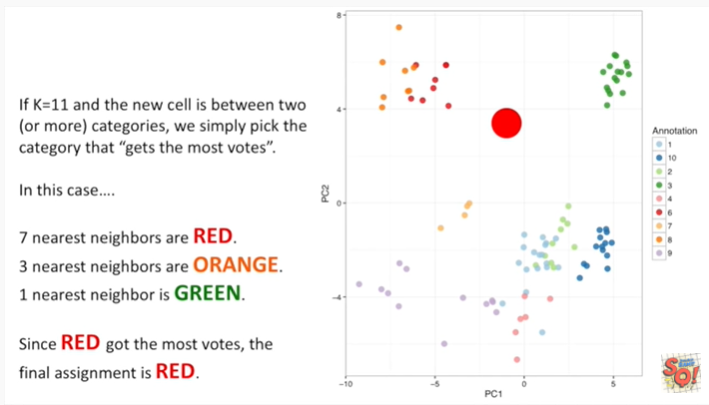 If K=11 and the new cell is between two
(or more) categories, we simply pick the
category that “gets the most votes”.
In this case....
7 nearest neighbors are RED.
3 nearest neighbors are ORANGE.
1 nearest neighbor is GREEN.
Since RED got the most votes, the
final assignment is RED.
8
4
0
-4
PC2
-10
-5
0
5
PC1
Annotation
1
10
2
3
4
6
7
8
9
SQ!